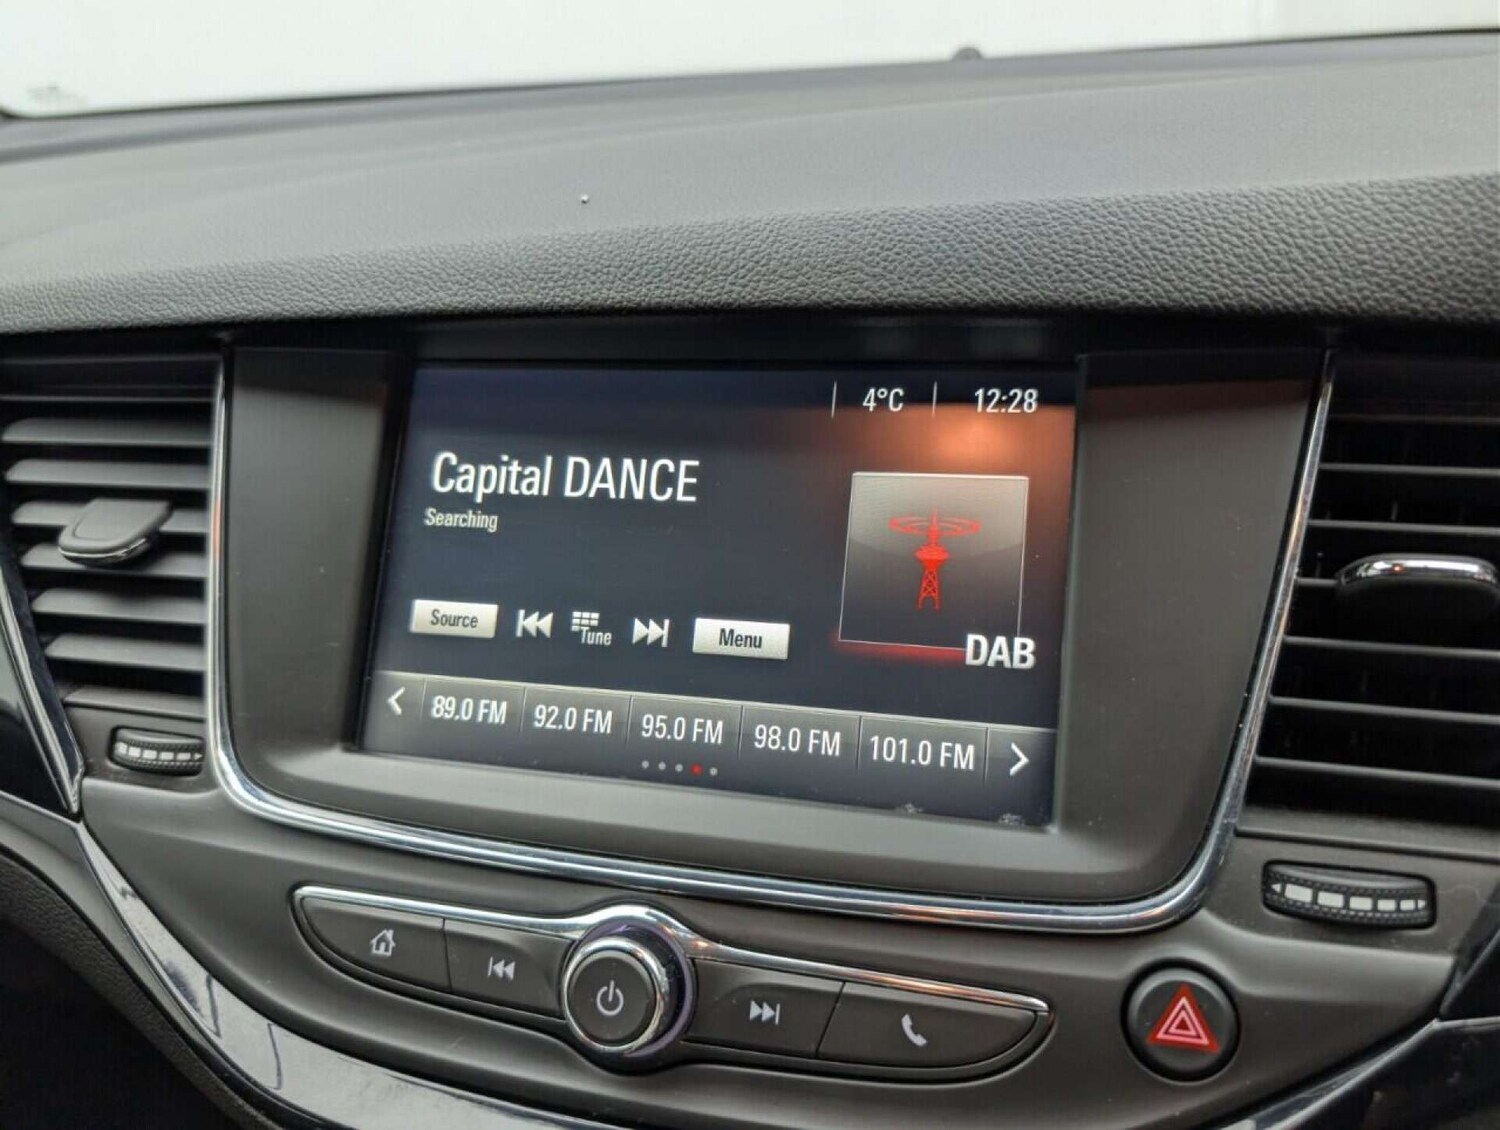 4°C 12:28
Capital DANCE
Searching
Source Tune Menu
DAB
89.0 FM 92.0 FM 95.0 FM 98.0 FM 101.0 FM